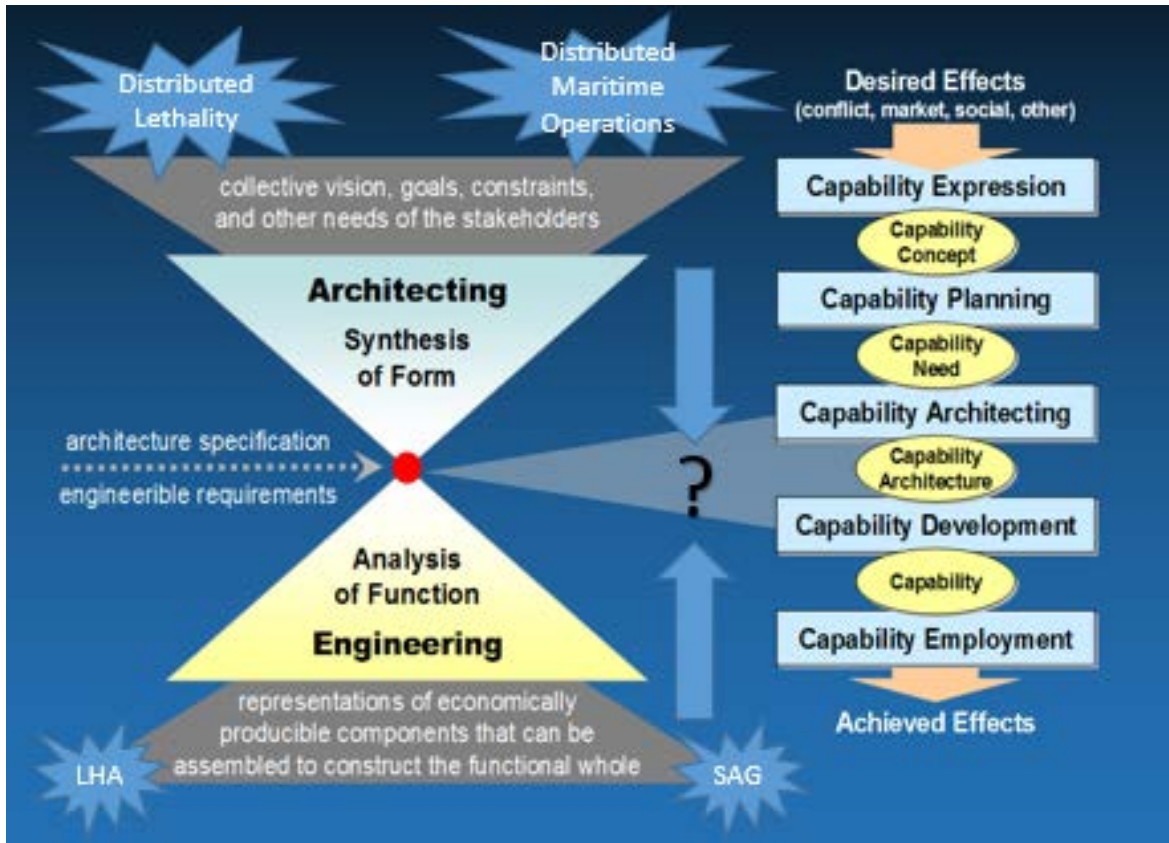 Distributed
Lethality
Distributed
Maritime
Operations
collective vision, goals, constraints,
and other needs of the stakeholders
Architecting
Synthesis
of Form
architecture specification
engineerible requirements
Analysis
of Function
Engineering
representations of economically
producible components that can be
assembled to construct the functional whole
LHA
SAG
?
Desired Effects
(conflict, market, social, other)
Capability Expression
Capability
Concept
Capability Planning
Capability
Need
Capability Architecting
Capability
Architecture
Capability Development
Capability
Capability Employment
Achieved Effects